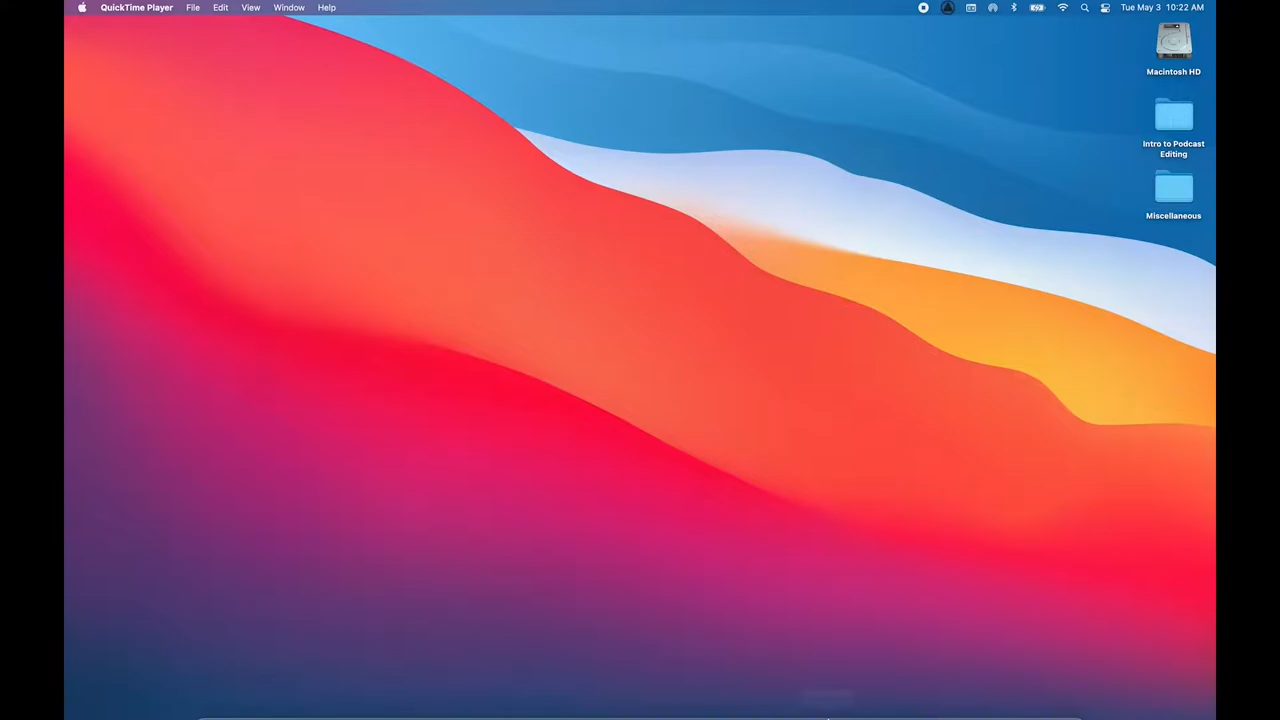 QuickTime Player File Edit View Window Help Tue May 3 10:22 AM
Macintosh HD
Intro to Podcast
Editing
Miscellaneous